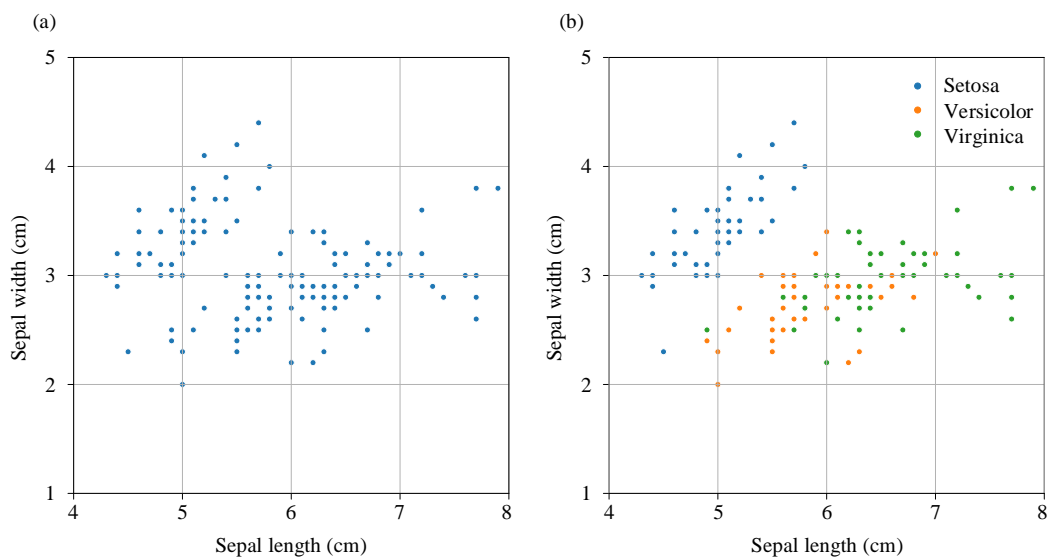 (a)
(b)
5
4
3
2
1
4
5
6
7
8
Sepal width (cm)
Sepal length (cm)
5
4
3
2
1
4
5
6
7
8
Sepal width (cm)
Sepal length (cm)
Setosa
Versicolor
Virginica